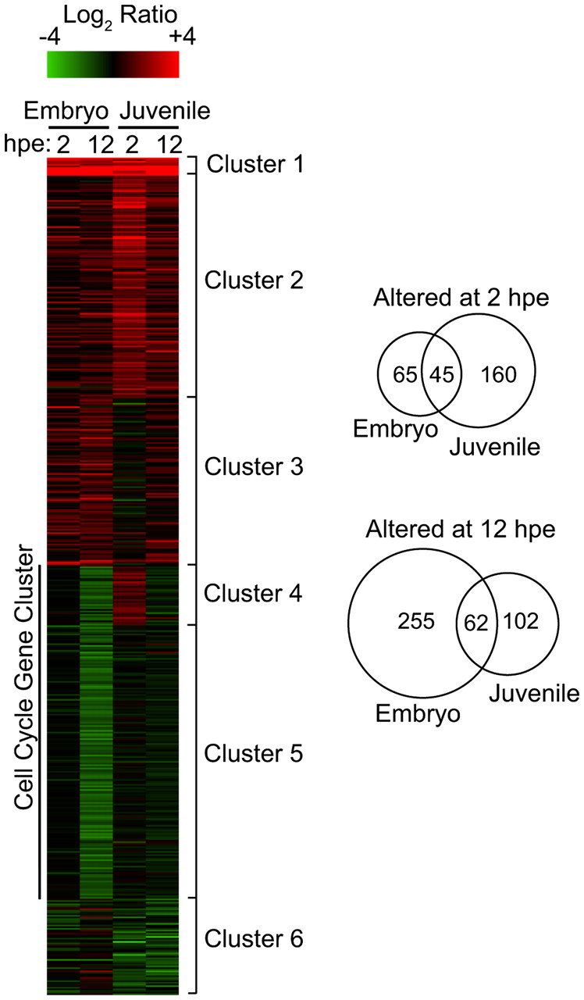 Log2 Ratio
-4 +4
Embryo Juvenile
hpe: 2 12 2 12
Cluster 1
Cluster 2
Cluster 3
Cluster 4
Cluster 5
Cluster 6
Cell Cycle Gene Cluster
Altered at 2 hpe
65 45 160
Embryo
Juvenile
Altered at 12 hpe
255 62 102
Juvenile
Embryo